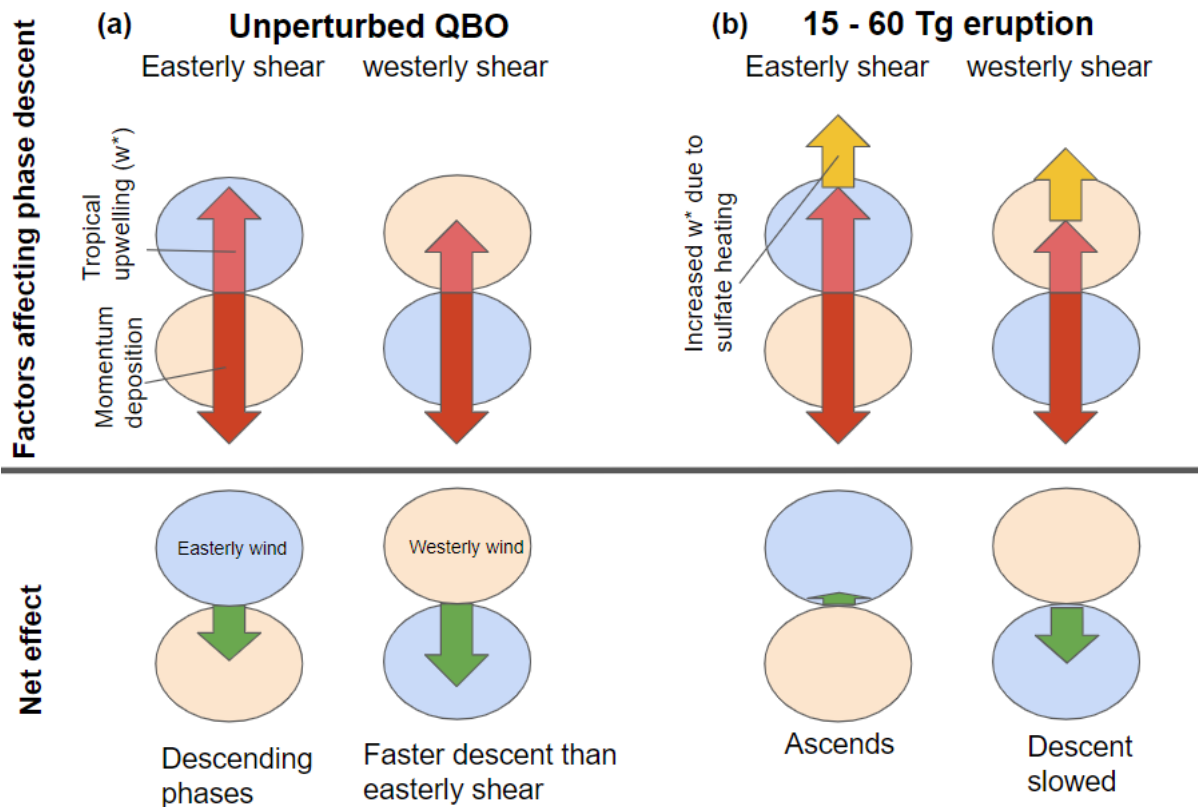 (a) Unperturbed QBO
Easterly shear
westerly shear
(b) 15 - 60 Tg eruption
Easterly shear
westerly shear
Factors affecting phase descent
Tropical
upwelling (w*)
Momentum
deposition
Increased w* due to
sulfate heating
Net effect
Easterly wind
Westerly wind
Descending
phases
Faster descent than
easterly shear
Ascends
Descent
slowed